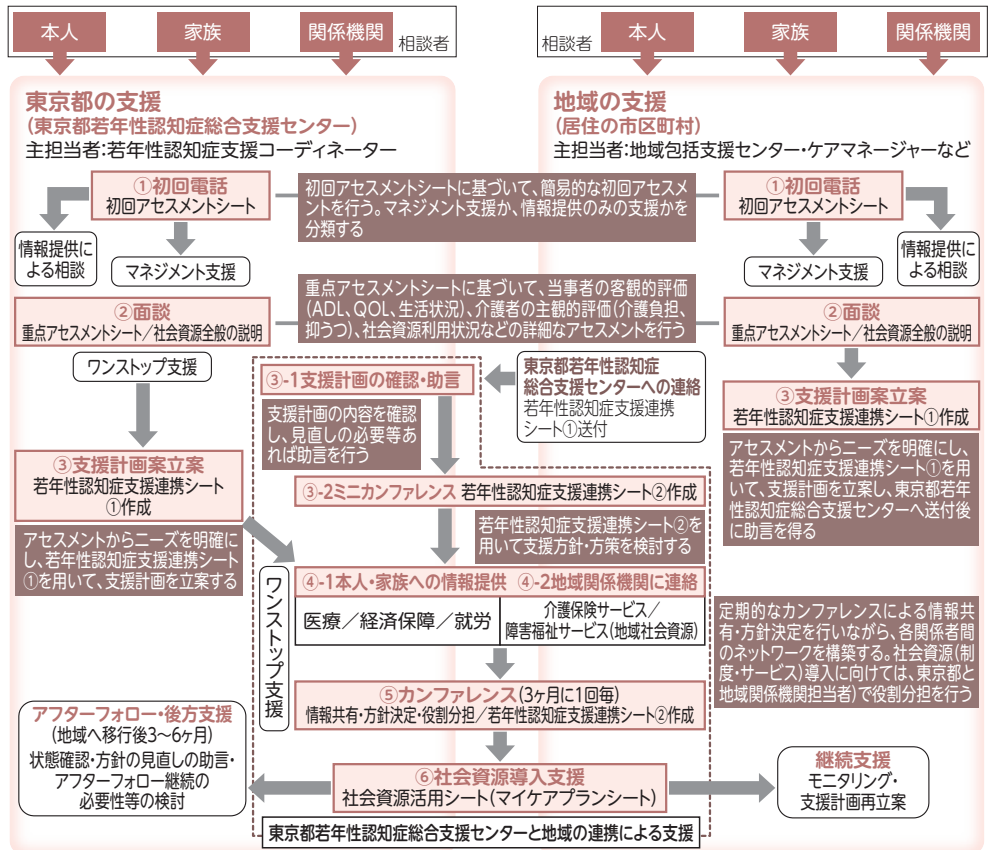 本人
家族
関係機関
相談者
相談者
本人
家族
関係機関
東京都の支援
(東京都若年性認知症総合支援センター)
主担当者:若年性認知症支援コーディネーター
地域の支援
(居住の市区町村)
主担当者:地域包括支援センター・ケアマネージャーなど
①初回電話
初回アセスメントシート
初回アセスメントシートに基づいて、簡易的な初回アセスメ
ントを行う。マネジメント支援か、情報提供のみの支援かを
分類する
①初回電話
初回アセスメントシート
情報提供に
よる相談
マネジメント支援
マネジメント支援
情報提供に
よる相談
②面談
重点アセスメントシート/社会資源全般の説明
重点アセスメントシートに基づいて、当事者の客観的評価
(ADL、QOL、生活状況)、介護者の主観的評価(介護負担、
抑うつ)、社会資源利用状況などの詳細なアセスメントを行う
②面談
重点アセスメントシート/社会資源全般の説明
ワンストップ支援
③-1支援計画の確認・助言
東京都若年性認知症
総合支援センターへの連絡
若年性認知症支援連携
シート①送付
③支援計画案立案
若年性認知症支援連携シート①作成
支援計画の内容を確認
し、見直しの必要等あ
れば助言を行う
アセスメントからニーズを明確にし、
若年性認知症支援連携シート①を用
いて、支援計画を立案し、東京都若年
性認知症総合支援センターへ送付後
に助言を得る
③支援計画案立案
若年性認知症支援連携シート
①作成
③-2ミニカンファレンス 若年性認知症支援連携シート②作成
アセスメントからニーズを明確に
し、若年性認知症支援連携シート
①を用いて、支援計画を立案する
若年性認知症支援連携シート②を
用いて支援方針・方策を検討する
ワンストップ支援
④-1本人・家族への情報提供 ④-2地域関係機関に連絡
医療/経済保障/就労
介護保険サービス/
障害福祉サービス(地域社会資源)
定期的なカンファレンスによる情報共
有・方針決定を行いながら、各関係者間
のネットワークを構築する。社会資源(制
度・サービス)導入に向けては、東京都と
地域関係機関担当者)で役割分担を行う
⑤カンファレンス(3ヶ月に1回毎)
情報共有・方針決定・役割分担/若年性認知症支援連携シート②作成
アフターフォロー・後方支援
(地域へ移行後3~6ヶ月)
状態確認・方針の見直しの助言・
アフターフォロー継続の
必要性等の検討
⑥社会資源導入支援
社会資源活用シート(マイケアプランシート)
継続支援
モニタリング・
支援計画再立案
東京都若年性認知症総合支援センターと地域の連携による支援